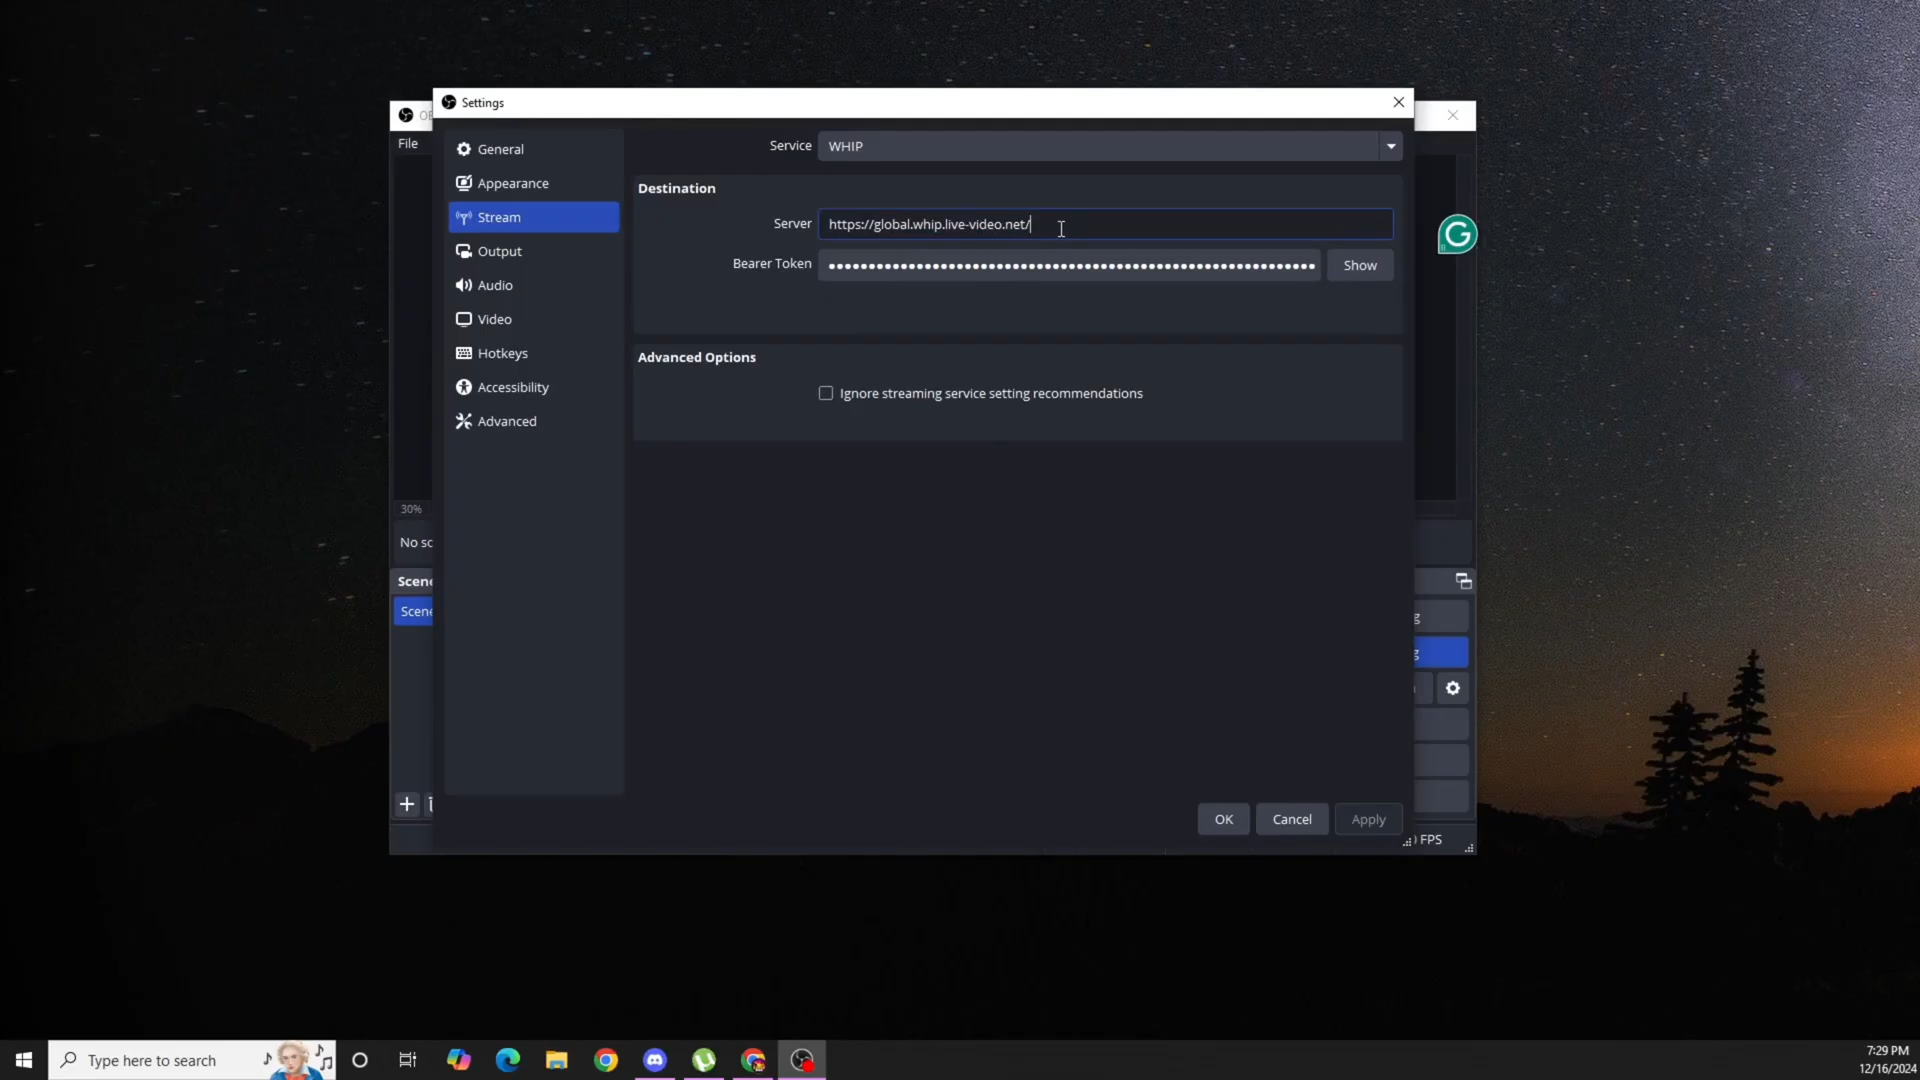 Settings
File
General
Appearance
Stream
Output
Audio
Video
Hotkeys
Accessibility
Advanced
Service WHIP
Destination
Server https://global.whip.live-video.net/
Bearer Token ●●●●●●●●●●●●●●●●●●●●●●●●●●●●●●●●●●●●●●●●●●●●●●●●●●●●●●●●●●●●● Show
Advanced Options
Ignore streaming service setting recommendations
30%
No sc
Scene
Scene
OK Cancel Apply
FPS
Type here to search
7:29 PM
12/16/2024